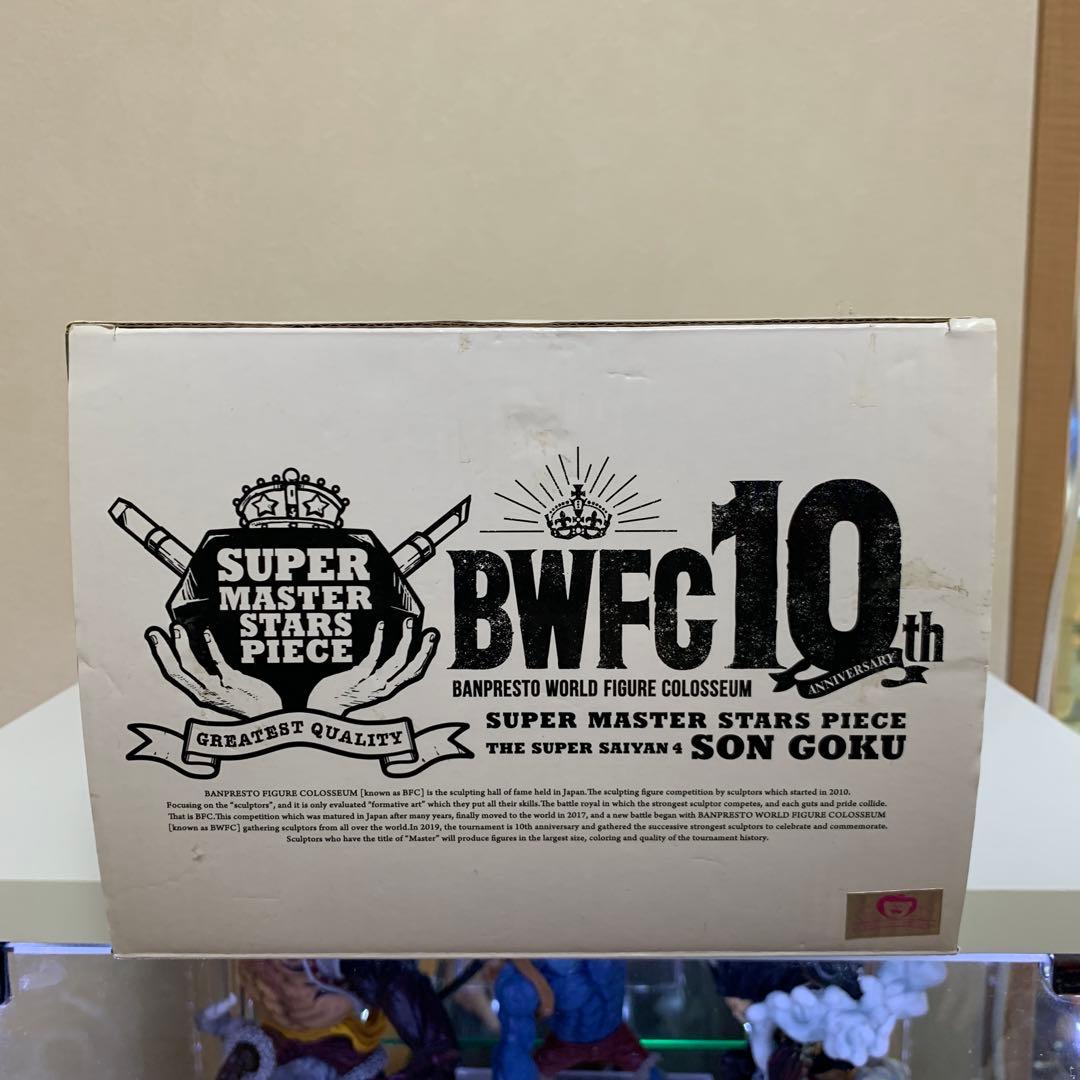 SUPER
MASTER
STARS
PIECE
GREATEST QUALITY
BWFC 10th
ANNIVERSARY
BANPRESTO WORLD FIGURE COLOSSEUM
SUPER MASTER STARS PIECE
THE SUPER SAIYAN 4 SON GOKU
BANPRESTO FIGURE COLOSSEUM [known as BFC] is the sculpting hall of fame held in Japan.The sculpting figure competition by sculptors which started in 2010.
Focusing on the "sculptors", and it is only evaluated "formative art" which they put all their skills.The battle royal in which the strongest sculptor competes, and each guts and pride collide.
That is BFC.This competition which was matured in Japan after many years, finally moved to the world in 2017, and a new battle began with BANPRESTO WORLD FIGURE COLOSSEUM
[known as BWFC] gathering sculptors from all over the world.In 2019, the tournament is 10th anniversary and gathered the successive strongest sculptors to celebrate and commemorate.
Sculptors who have the title of "Master" will produce figures in the largest size, coloring and quality of the tournament history.